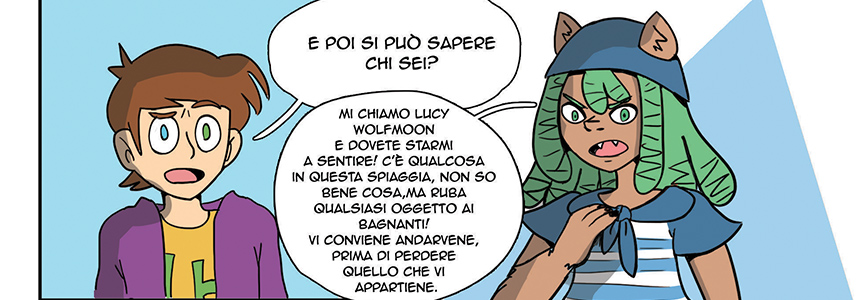 E POI SI PUÒ SAPERE
CHI SEI?
MI CHIAMO LUCY
WOLFMOON
E DOVETE STARMI
A SENTIRE! C'È QUALCOSA
IN QUESTA SPIAGGIA, NON SO
BENE COSA,MA RUBA
QUALSIASI OGGETTO AI
BAGNANTI!
VI CONVIENE ANDARVENE,
PRIMA DI PERDERE
QUELLO CHE VI
APPARTIENE.